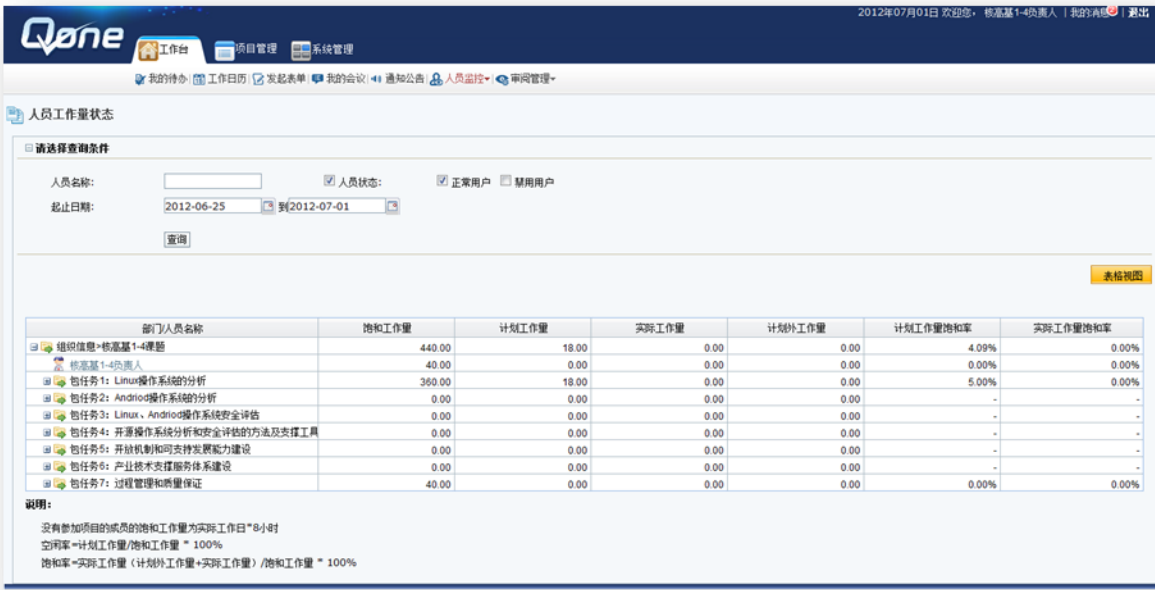 2012年07月01日 欢迎您, 核高基1-4负责人 | 我的消息 | 退出
Qone
工作台 项目管理 系统管理
我的待办 工作日历 发起表单 我的会议 通知公告 人员监控 审阅管理
人员工作量状态
请选择查询条件
人员名称: 人员状态: 正常用户 禁用用户
起止日期: 2012-06-25 到 2012-07-01
查询
表格视图
部门/人员名称 饱和工作量 计划工作量 实际工作量 计划外工作量 计划工作量饱和率 实际工作量饱和率
组织信息>核高基1-4课题 440.00 18.00 0.00 0.00 4.09% 0.00%
核高基1-4负责人 40.00 0.00 0.00 0.00 0.00% 0.00%
包任务1: Linux操作系统的分析 360.00 18.00 0.00 0.00 5.00% 0.00%
包任务2: Andriod操作系统的分析 0.00 0.00 0.00 0.00 - -
包任务3: Linux、Andriod操作系统安全评估 0.00 0.00 0.00 0.00 - -
包任务4: 开源操作系统分析和安全评估的方法及支撑工具 0.00 0.00 0.00 0.00 - -
包任务5: 开放机制和可支持发展能力建设 0.00 0.00 0.00 0.00 - -
包任务6: 产业技术支撑服务体系建设 0.00 0.00 0.00 0.00 - -
包任务7: 过程管理和质量保证 40.00 0.00 0.00 0.00 0.00% 0.00%
说明:
没有参加项目的成员的饱和工作量为实际工作日*8小时
空闲率=计划工作量/饱和工作量 * 100%
饱和率=实际工作量(计划外工作量+实际工作量)/饱和工作量 * 100%